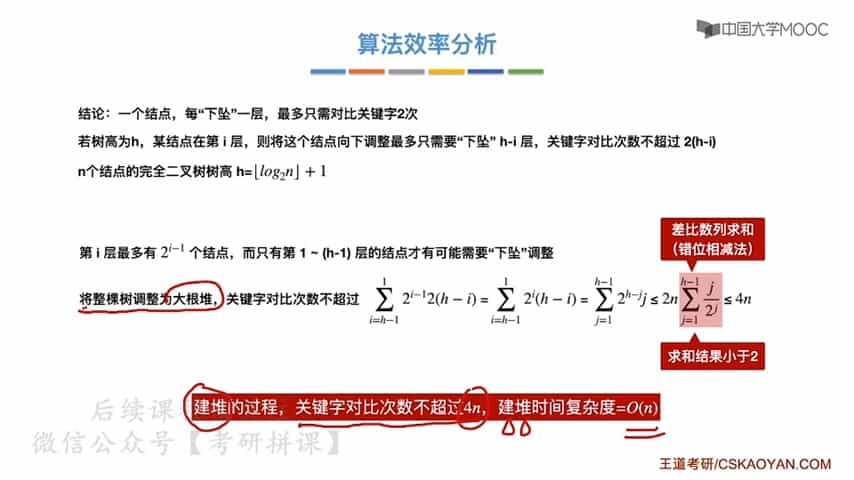 中国大学MOOC
算法效率分析
结论：一个结点，每“下坠”一层，最多只需对比关键字2次
若树高为h，某结点在第 i 层，则将这个结点向下调整最多只需要“下坠” h-i 层，关键字对比次数不超过 2(h-i)
n个结点的完全二叉树树高 h=⌊log₂n⌋ + 1
差比数列求和
（错位相减法）
第 i 层最多有 2^{i−1} 个结点，而只有第 1 ~ (h-1) 层的结点才有可能需要“下坠”调整
将整棵树调整为大根堆，关键字对比次数不超过 \sum_{i=h−1}^{1} 2^{i−1}2(h − i) = \sum_{i=h−1}^{1} 2^{i}(h − i) = \sum_{j=1}^{h−1} 2^{h−j}j ≤ 2n \sum_{j=1}^{h−1} \frac{j}{2^{j}} ≤ 4n
求和结果小于2
建堆的过程，关键字对比次数不超过4n，建堆时间复杂度=O(n)
后续课
微信公众号【考研拼课】
王道考研/CSKAOYAN.COM